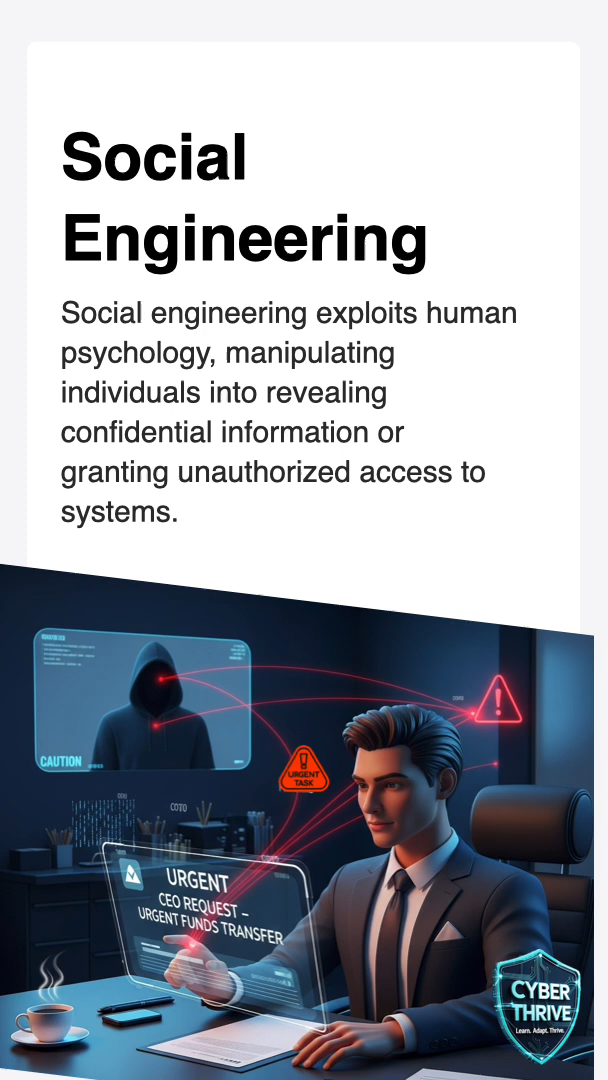 Social
Engineering
Social engineering exploits human
psychology, manipulating
individuals into revealing
confidential information or
granting unauthorized access to
systems.
CAUTION
URGENT
TASK
COTO
URGENT
CEO REQUEST –
URGENT FUNDS TRANSFER
CYBER
THRIVE
Learn. Adapt. Thrive.